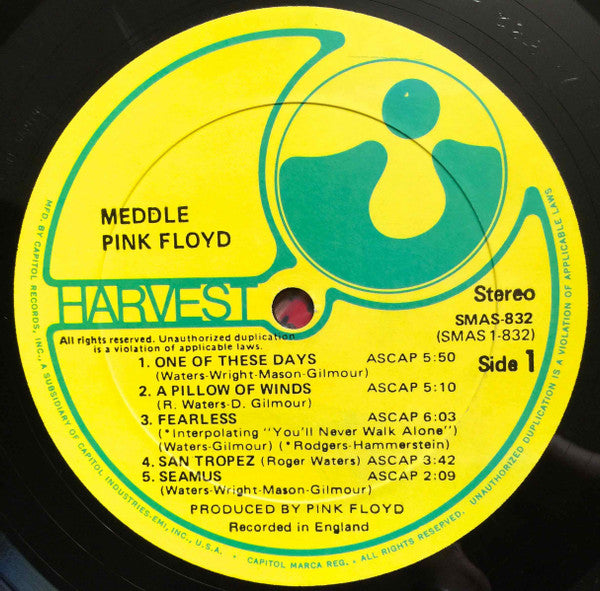 MEDDLE
PINK FLOYD
HARVEST
Stereo
SMAS-832
(SMAS 1-832)
Side 1
All rights reserved. Unauthorized duplication
is a violation of applicable laws.
1. ONE OF THESE DAYS ASCAP 5:50
(Waters-Wright-Mason-Gilmour)
2. A PILLOW OF WINDS ASCAP 5:10
(R. Waters-D. Gilmour)
3. FEARLESS ASCAP 6:03
(*Interpolating "You'll Never Walk Alone")
(Waters-Gilmour) (*Rodgers-Hammerstein)
4. SAN TROPEZ (Roger Waters) ASCAP 3:42
5. SEAMUS ASCAP 2:09
(Waters-Wright-Mason-Gilmour)
PRODUCED BY PINK FLOYD
Recorded in England
MFD. BY CAPITOL RECORDS, INC., A SUBSIDIARY OF CAPITOL INDUSTRIES-EMI, INC., U.S.A. • CAPITOL MARCA REG. • ALL RIGHTS RESERVED. UNAUTHORIZED DUPLICATION IS A VIOLATION OF APPLICABLE LAWS